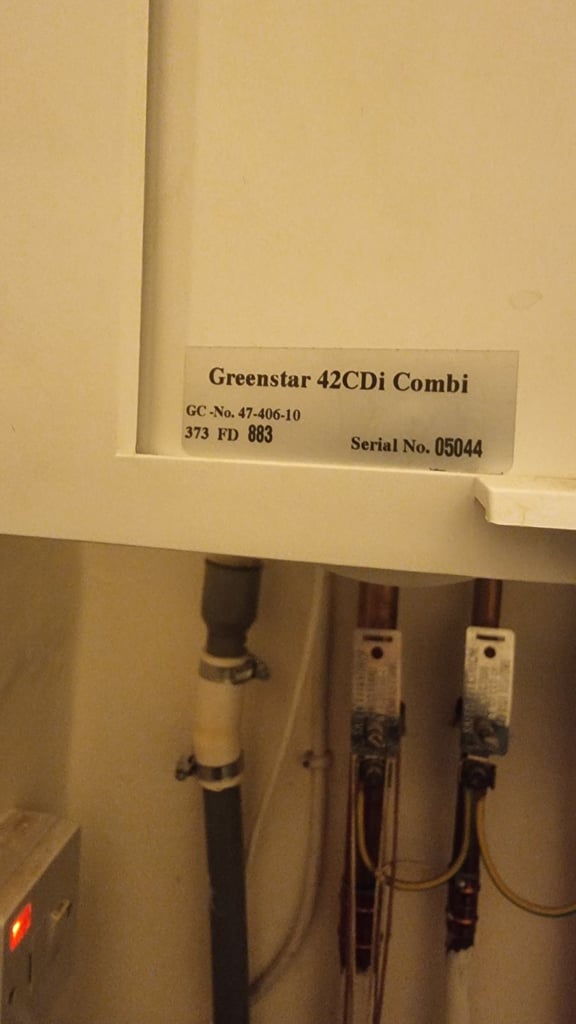 Greenstar 42CDi Combi
GC -No. 47-406-10
373 FD 883
Serial No. 05044